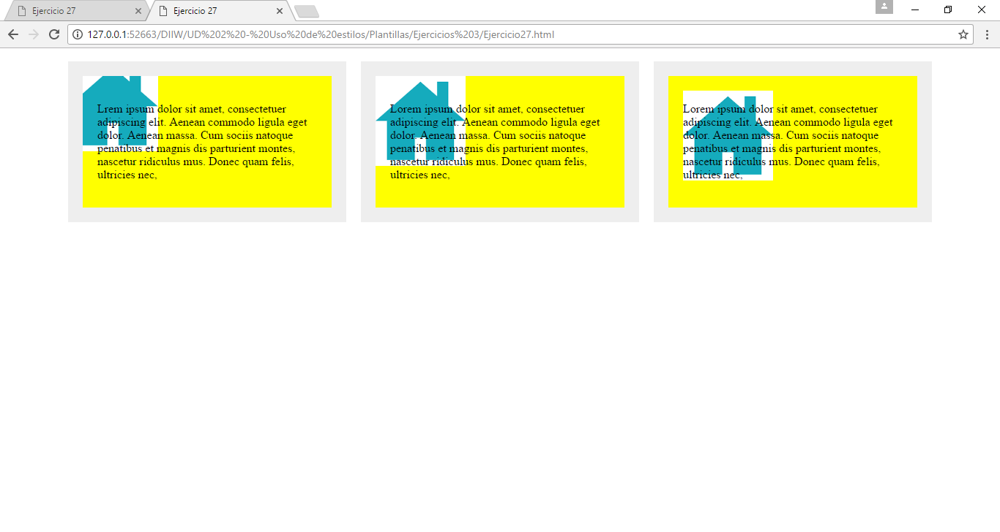 Ejercicio 27
Ejercicio 27
127.0.0.1:52663/DIIW/UD%202%20-%20Uso%20de%20estilos/Plantillas/Ejercicios%203/Ejercicio27.html
Lrem ipsum dolor sit amet, consectetuer
adipiscing elit. Aenean commodo ligula eget
dolor. Aenean massa. Cum sociis natoque
penatibus et magnis dis parturient montes,
nascetur ridiculus mus. Donec quam felis,
ultricies nec,
Lorem ipsum dolor sit amet, consectetuer
adipiscing elit. Aenean commodo ligula eget
dolor. Aenean massa. Cum sociis natoque
penatibus et magnis dis parturient montes,
nascetur ridiculus mus. Donec quam felis,
ultricies nec,
Lorem ipsum dolor sit amet, consectetuer
adipiscing elit. Aenean commodo ligula eget
dolor. Aenean massa. Cum sociis natoque
penatibus et magnis dis parturient montes,
nascetur ridiculus mus. Donec quam felis,
ultricies nec,